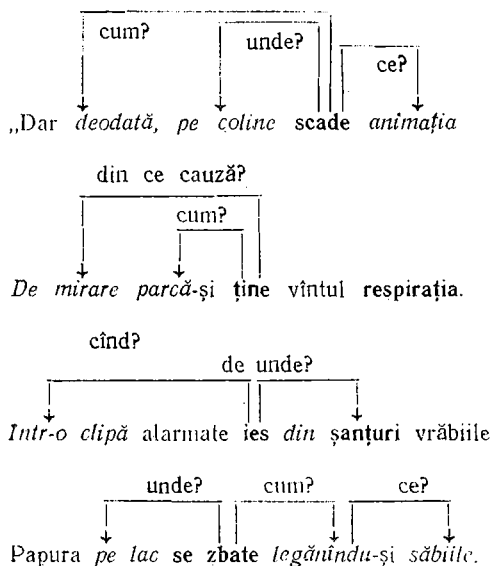 cum?
unde?
ce?
„Dar deodată, pe coline scade animația
din ce cauză?
cum?
De mirare parcă-și ține vîntul respirația.
cînd?
de unde?
Intr-o clipă alarmate ies din șanțuri vrăbiile
unde? cum? ce?
Papura pe lac se zbate legănîndu-și săbiile.